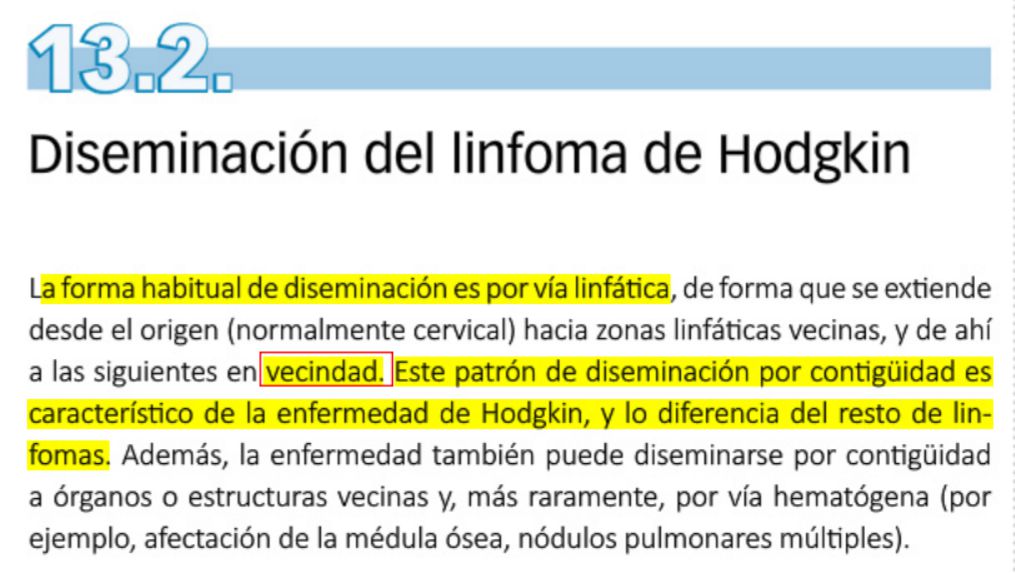 13.2.
Diseminación del linfoma de Hodgkin
La forma habitual de diseminación es por vía linfática, de forma que se extiende
desde el origen (normalmente cervical) hacia zonas linfáticas vecinas, y de ahí
a las siguientes en vecindad. Este patrón de diseminación por contigüidad es
característico de la enfermedad de Hodgkin, y lo diferencia del resto de lin-
fomas. Además, la enfermedad también puede diseminarse por contigüidad
a órganos o estructuras vecinas y, más raramente, por vía hematógena (por
ejemplo, afectación de la médula ósea, nódulos pulmonares múltiples).